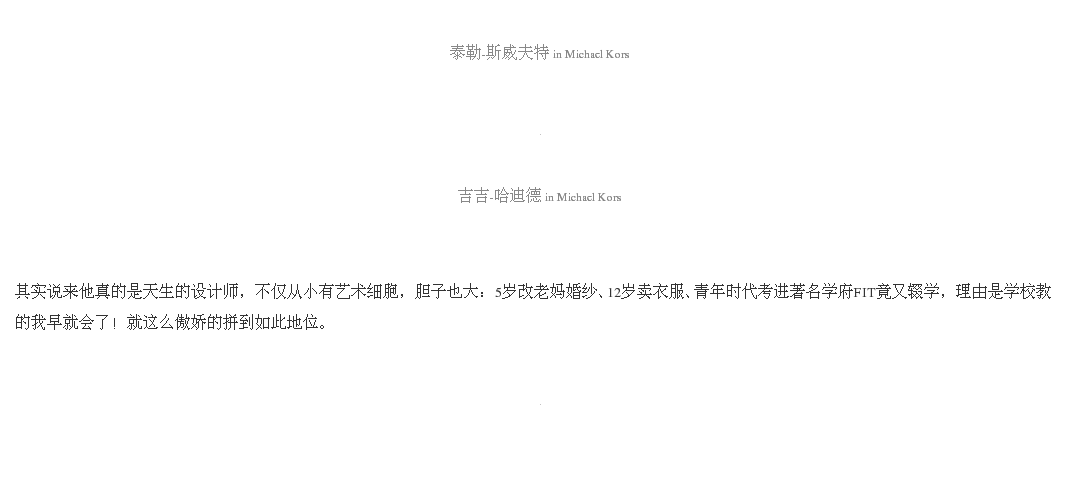 泰勒-斯威夫特 in Michael Kors
吉吉-哈迪德 in Michael Kors
其实说来他真的是天生的设计师，不仅从小有艺术细胞，胆子也大：5岁改老妈婚纱、12岁卖衣服、青年时代考进著名学府FIT竟又辍学，理由是学校教
的我早就会了！就这么傲娇的拼到如此地位。